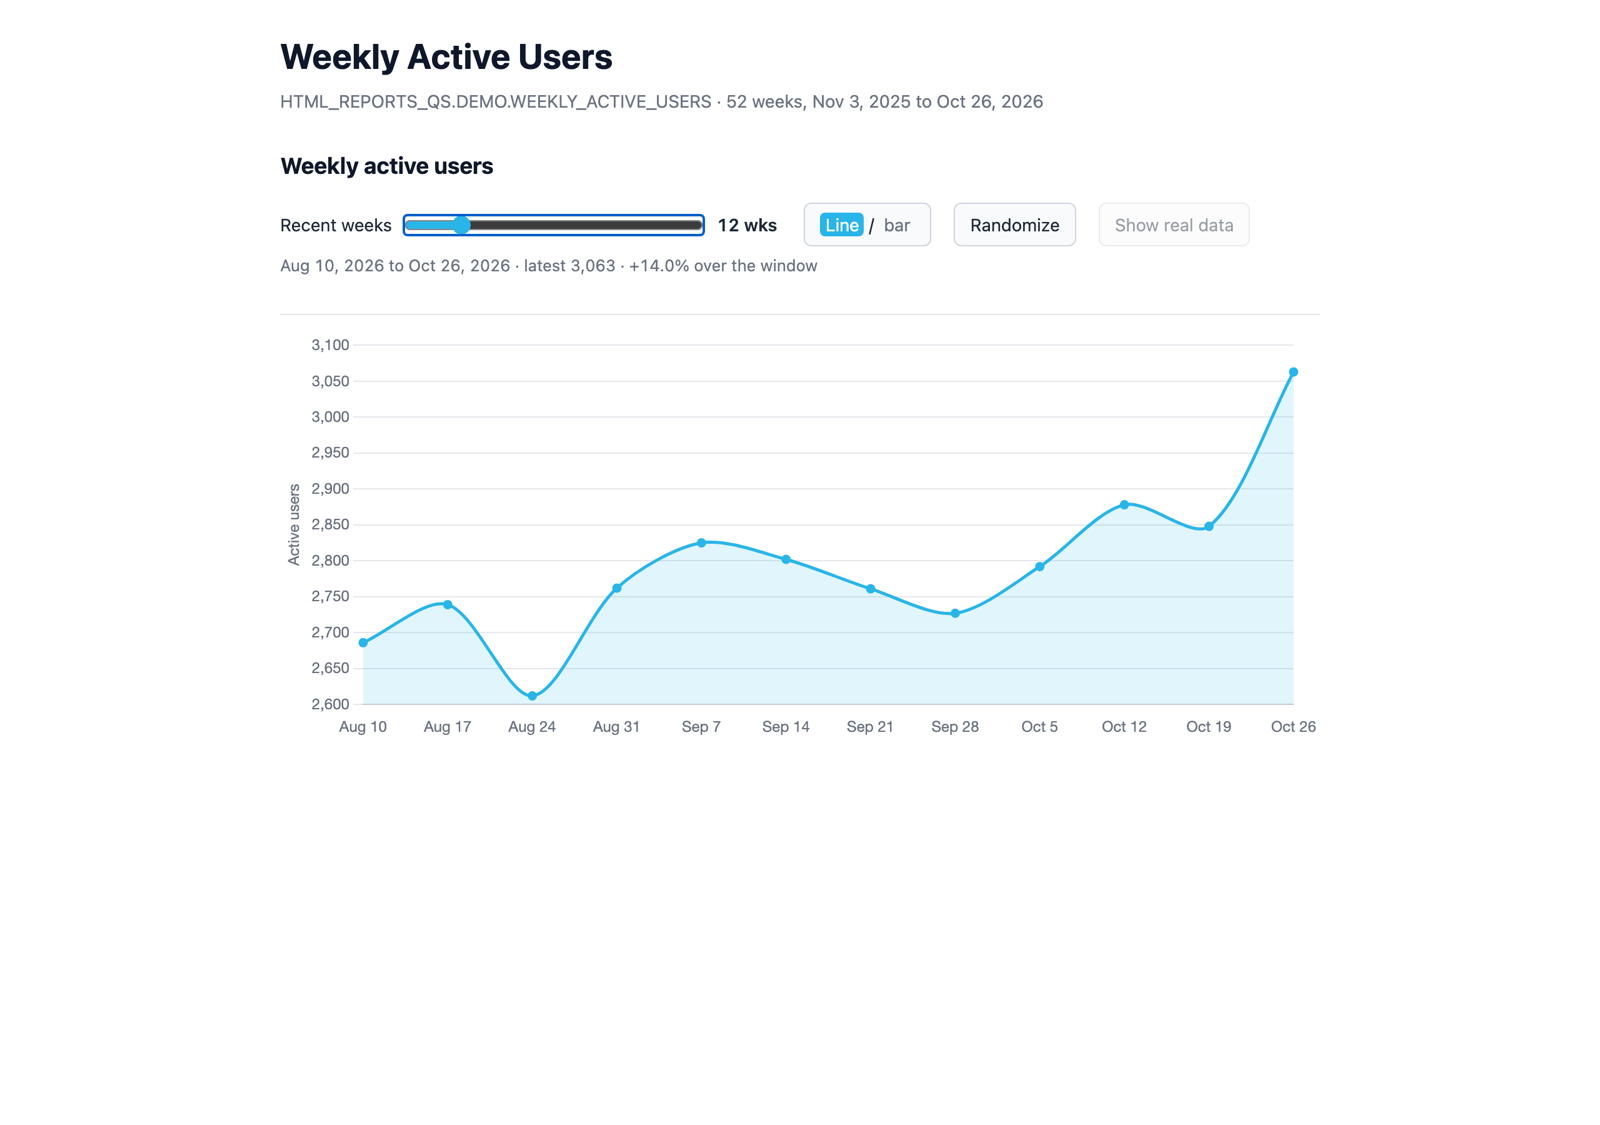 Weekly Active Users
HTML_REPORTS_QS.DEMO.WEEKLY_ACTIVE_USERS · 52 weeks, Nov 3, 2025 to Oct 26, 2026
Weekly active users
Recent weeks 12 wks Line / bar Randomize Show real data
Aug 10, 2026 to Oct 26, 2026 · latest 3,063 · +14.0% over the window
Active users
3,100
3,050
3,000
2,950
2,900
2,850
2,800
2,750
2,700
2,650
2,600
Aug 10 Aug 17 Aug 24 Aug 31 Sep 7 Sep 14 Sep 21 Sep 28 Oct 5 Oct 12 Oct 19 Oct 26